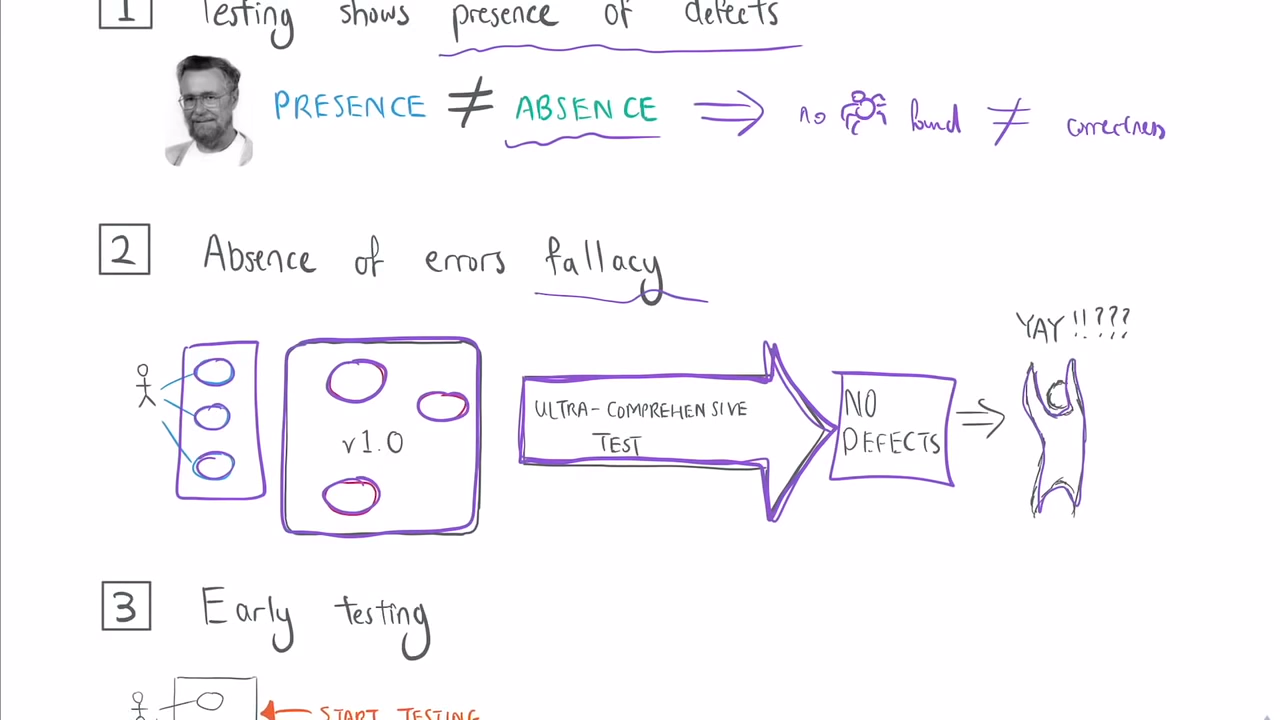 1 Testing shows presence of defects
PRESENCE ≠ ABSENCE ⇒ no found ≠ correctness
2 Absence of errors fallacy
YAY!!???
v1.0
ULTRA-COMPREHENSIVE
TEST
NO
DEFECTS
3 Early testing
START TESTING